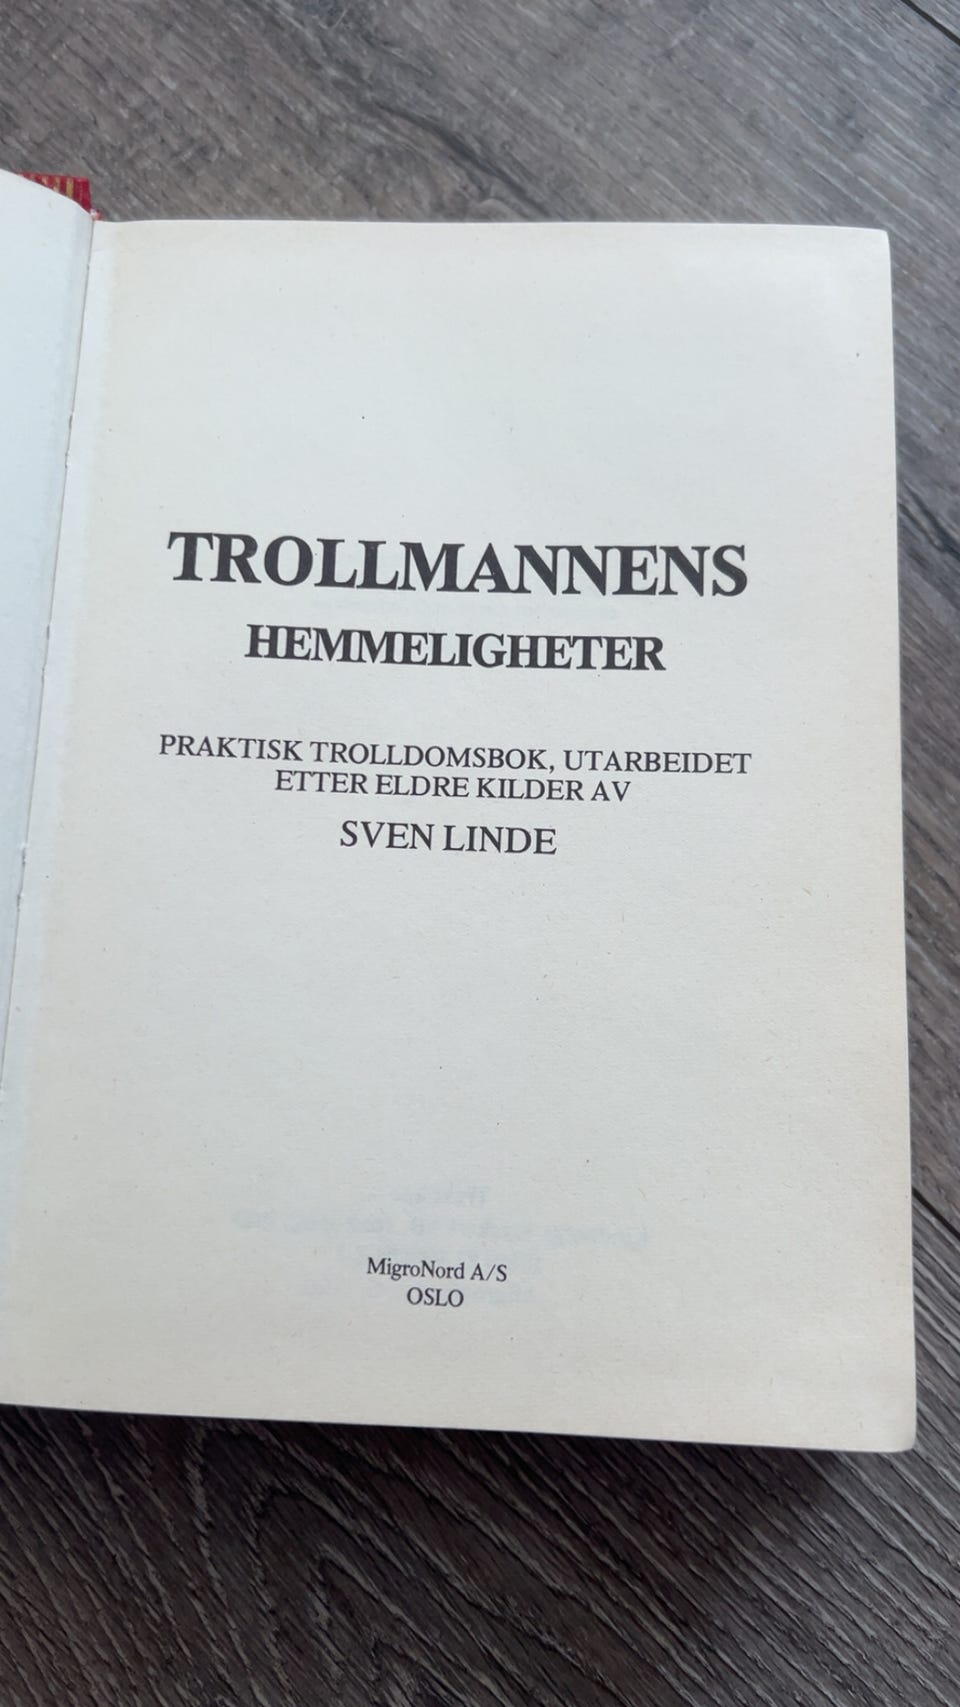 TROLLMANNENS
HEMMELIGHETER
PRAKTISK TROLLDOMSBOK, UTARBEIDET
ETTER ELDRE KILDER AV
SVEN LINDE
MigroNord A/S
OSLO